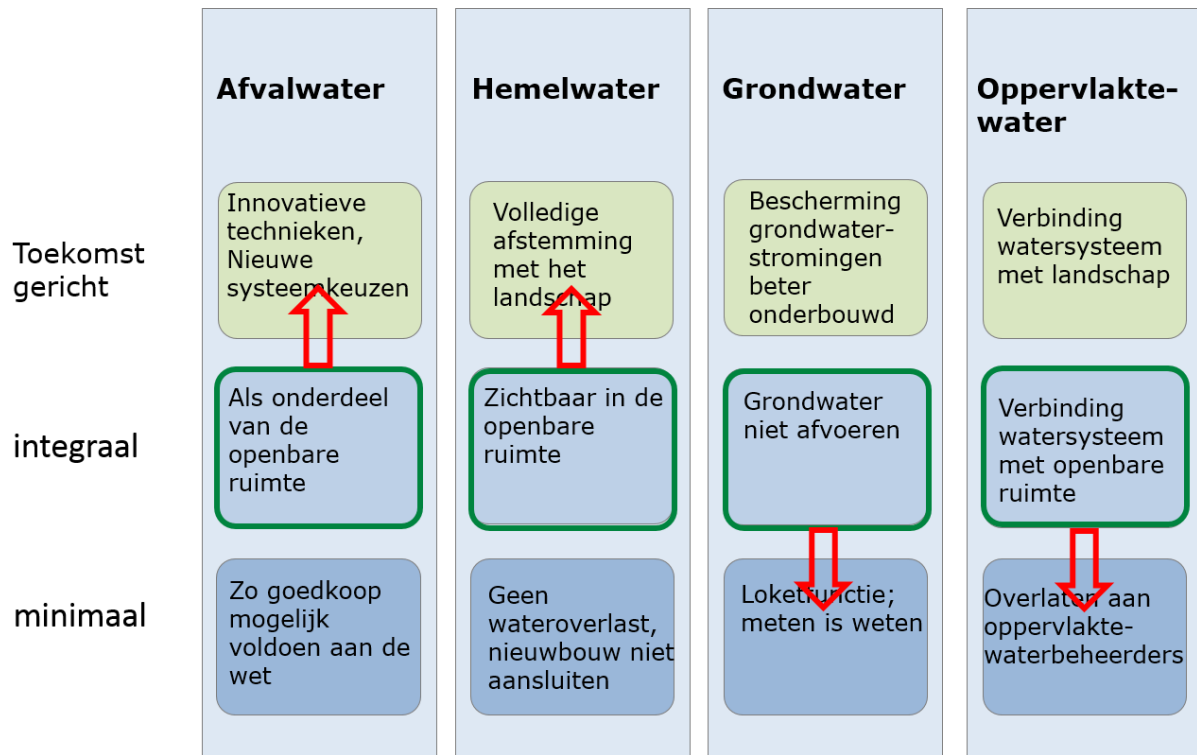 Afvalwater
Hemelwater
Grondwater
Oppervlakte-
water
Toekomst
gericht
Innovatieve
technieken,
Nieuwe
systeemkeuzen
Volledige
afstemming
met het
landschap
Bescherming
grondwater-
stromingen
beter
onderbouwd
Verbinding
watersysteem
met landschap
integraal
Als onderdeel
van de
openbare
ruimte
Zichtbaar in de
openbare
ruimte
Grondwater
niet afvoeren
Verbinding
watersysteem
met openbare
ruimte
minimaal
Zo goedkoop
mogelijk
voldoen aan de
wet
Geen
wateroverlast,
nieuwbouw niet
aansluiten
Loketfunctie;
meten is weten
Overlaten aan
oppervlakte-
waterbeheerders